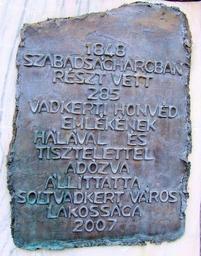 1848
SZABADSÁGHARCBAN
RÉSZT VETT
285
VADKERTI HONVÉD
EMLÉKÉNEK
HÁLÁVAL ÉS
TISZTELETTEL
ADÓZVA
ÁLLÍTTATTA
SOLTVADKERT VÁROS
LAKOSSÁGA
2007